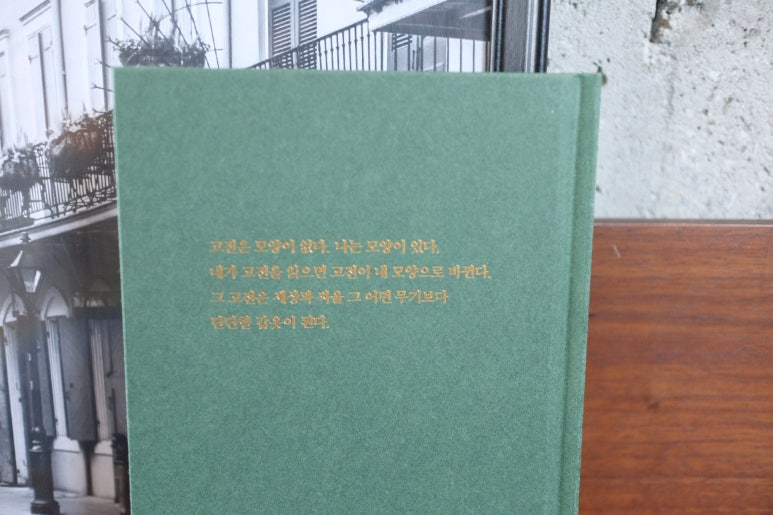 고전은 모양이 없다. 나는 모양이 있다.
내가 고전을 읽으면 고전이 내 모양으로 바뀐다.
그 고전은 세상과 싸울 그 어떤 무기보다
단단한 갑옷이 된다.